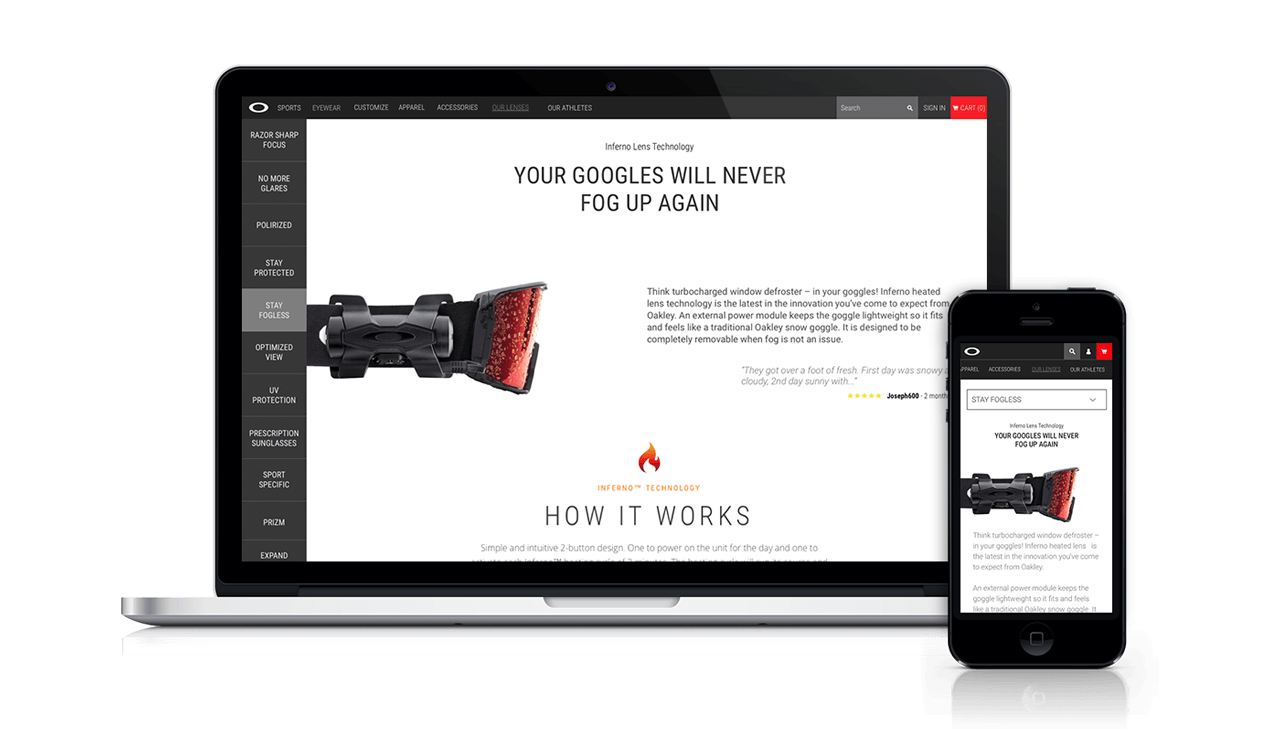 SPORTS EYEWEAR CUSTOMIZE APPAREL ACCESSORIES OUR LENSES OUR ATHLETES Search SIGN IN CART (0)
RAZOR SHARP
FOCUS
NO MORE
GLARES
POLIRIZED
STAY
PROTECTED
STAY
FOGLESS
OPTIMIZED
VIEW
UV
PROTECTION
PRESCRIPTION
SUNGLASSES
SPORT
SPECIFIC
PRIZM
EXPAND
Inferno Lens Technology
YOUR GOOGLES WILL NEVER
FOG UP AGAIN
Think turbocharged window defroster – in your goggles! Inferno heated
lens technology is the latest in the innovation you've come to expect from
Oakley. An external power module keeps the goggle lightweight so it fits
and feels like a traditional Oakley snow goggle. It is designed to be
completely removable when fog is not an issue.
"They got over a foot of fresh. First day was snowy a
cloudy, 2nd day sunny with..."
Joseph600 - 2 month
INFERNO™ TECHNOLOGY
HOW IT WORKS
Simple and intuitive 2-button design. One to power on the unit for the day and one to
APPAREL ACCESSORIES OUR LENSES OUR ATHLETES
STAY FOGLESS
Inferno Lens Technology
YOUR GOOGLES WILL NEVER
FOG UP AGAIN
Think turbocharged window defroster –
in your goggles! Inferno heated lens is
the latest in the innovation you've come
to expect from Oakley.
An external power module keeps the
goggle lightweight so it fits and feels
like a traditional Oakley snow goggle. It